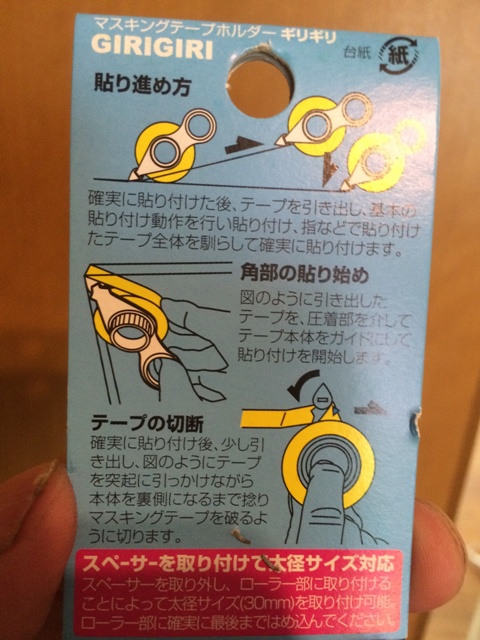 マスキングテープホルダー ギリギリ
GIRIGIRI
台紙 紙
貼り進め方
確実に貼り付けた後、テープを引き出し、基本の
貼り付け動作を行い貼り付け、指などで貼り付け
たテープ全体を馴らして確実に貼り付けます。
角部の貼り始め
図のように引き出した
テープを、圧着部を介して
テープ本体をガイドにして
貼り付けを開始します。
テープの切断
確実に貼り付け後、少し引
き出し、図のようにテープ
を突起に引っかけながら
本体を裏側になるまで捻り
マスキングテープを破るよ
うに切ります。
スペーサーを取り付けて太径サイズ対応
スペーサーを取り外し、ローラー部に取り付ける
ことによって太径サイズ(30mm)を取り付け可能。
ローラー部に確実に最後まではめ込んでください。